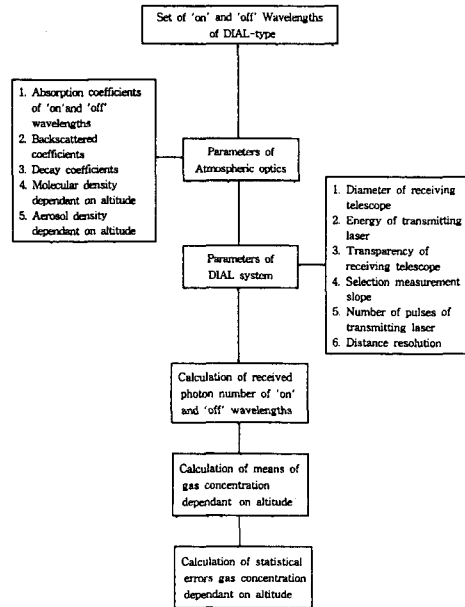 Set of 'on' and 'off' Wavelengths
of DIAL-type
1. Absorption coefficients
of 'on'and 'off'
wavelengths
2. Backscattered
coefficients
3. Decay coefficients
4. Molecular density
dependant on altitude
5. Aerosol density
dependant on altitude
Parameters of
Atmospheric optics
1. Diameter of receiving
telescope
2. Energy of transmitting
laser
3. Transparency of
receiving telescope
4. Selection measurement
slope
5. Number of pulses of
transmitting laser
6. Distance resolution
Parameters of
DIAL system
Calculation of received
photon number of 'on'
and 'off' wavelengths
Calculation of means of
gas concentration
dependant on altitude
Calculation of statistical
errors gas concentration
dependant on altitude